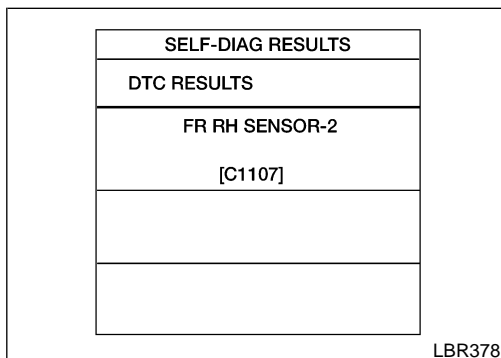 SELF-DIAG RESULTS
DTC RESULTS
FR RH SENSOR-2
[C1107]
LBR378